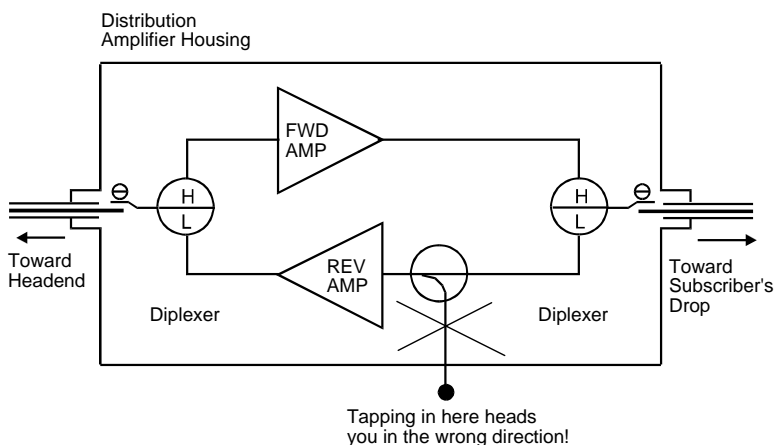 Distribution
Amplifier Housing
FWD
AMP
H
L
H
L
REV
AMP
Toward
Headend
Toward
Subscriber's
Drop
Diplexer
Diplexer
Tapping in here heads
you in the wrong direction!